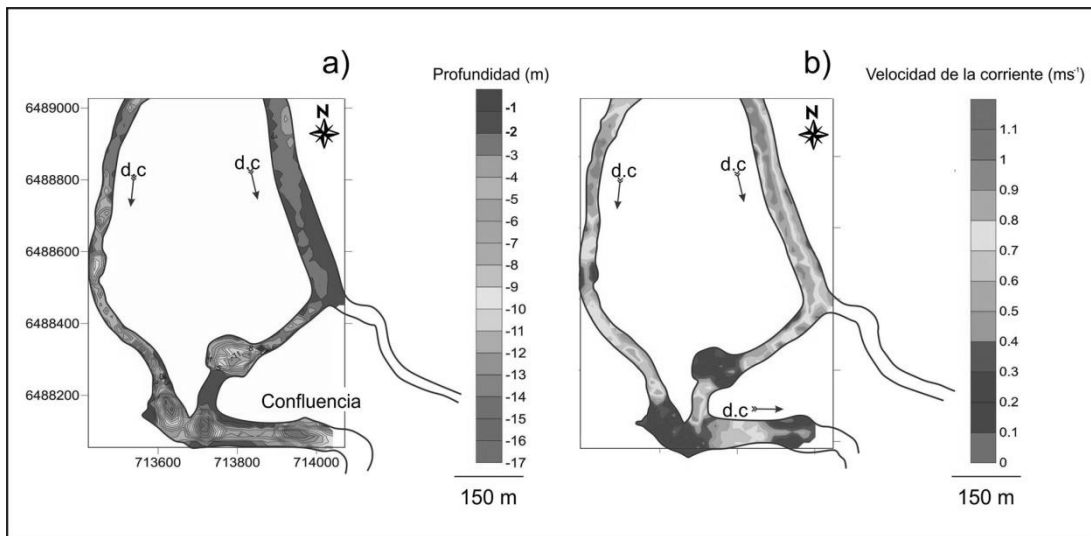 a)
Profundidad (m)
b)
Velocidad de la corriente (ms⁻¹)
6489000
6488800
6488600
6488400
6488200
713600 713800 714000
N
d.c
d.c
Confluencia
-1
-2
-3
-4
-5
-6
-7
-8
-9
-10
-11
-12
-13
-14
-15
-16
-17
150 m
N
d.c
d.c
d.c
1.1
1
0.9
0.8
0.7
0.6
0.5
0.4
0.3
0.2
0.1
0
150 m